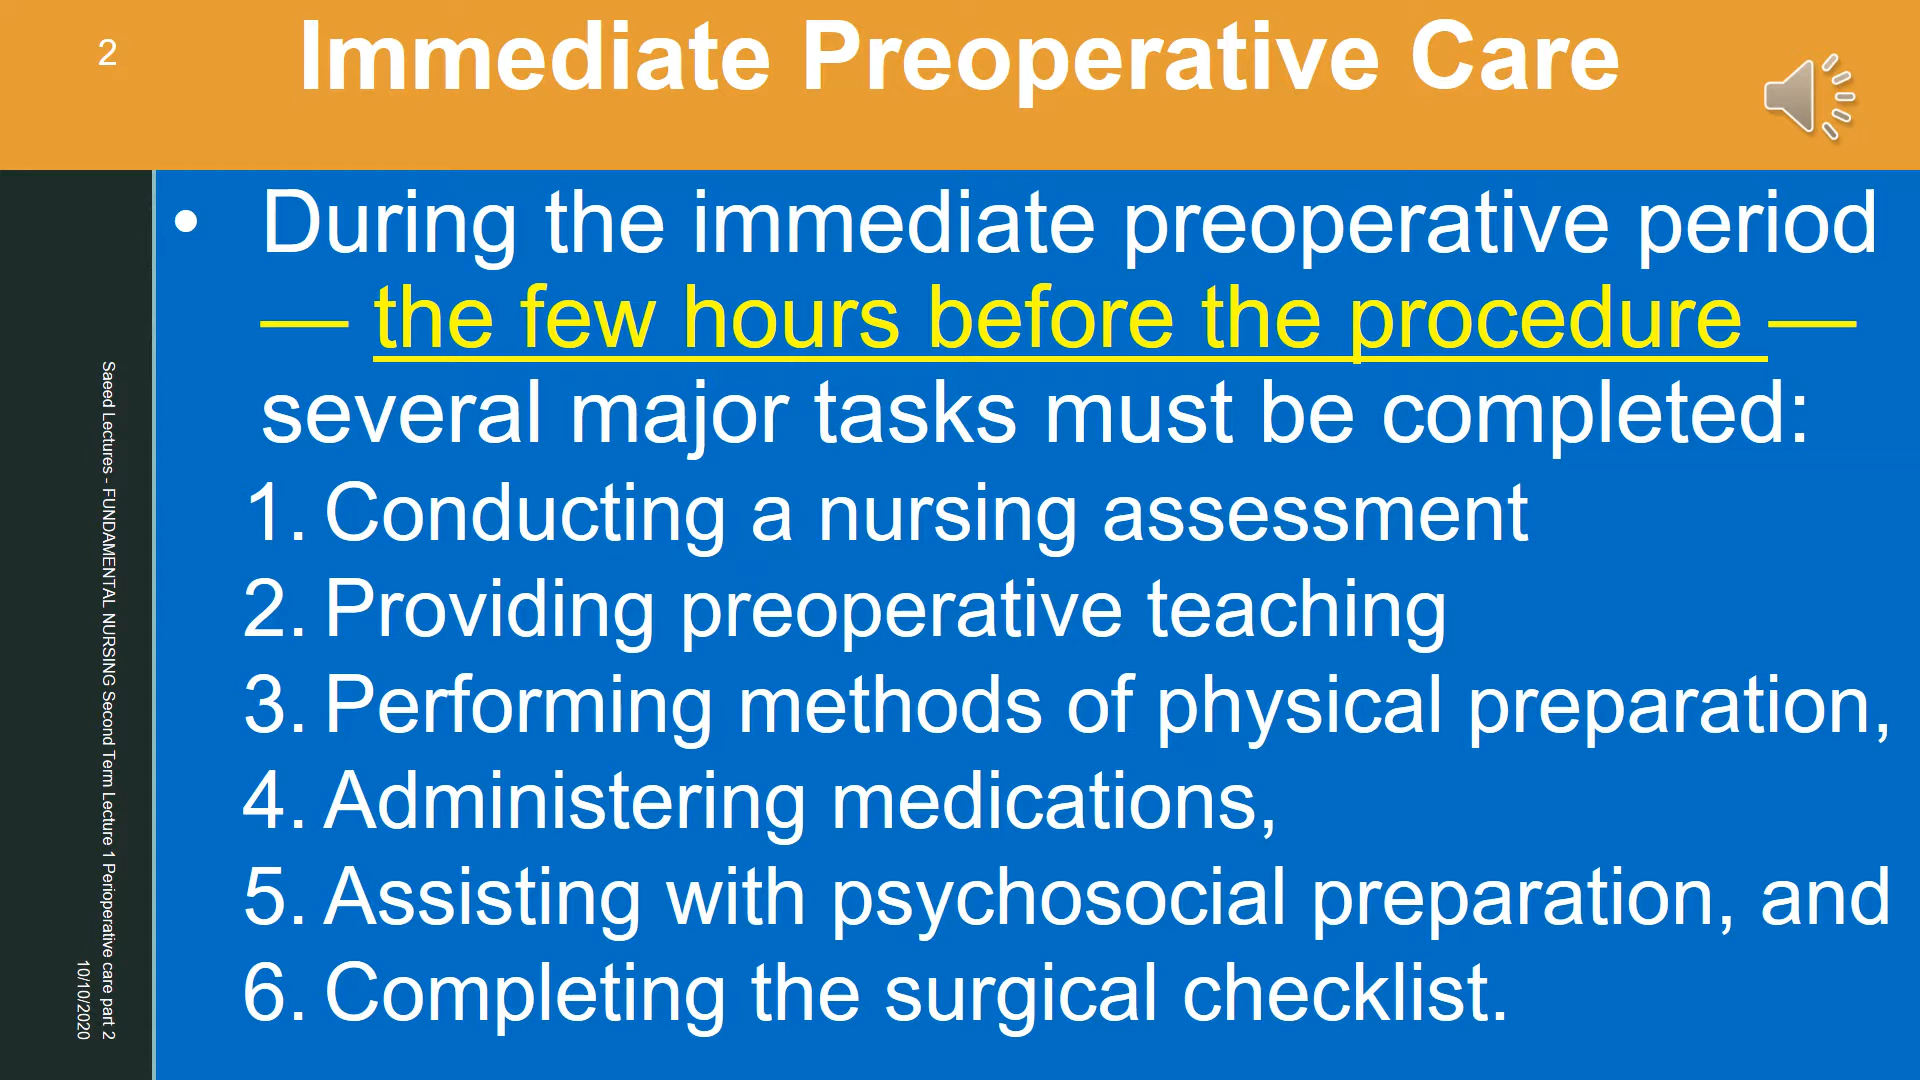 2
Immediate Preoperative Care
• During the immediate preoperative period
— the few hours before the procedure —
several major tasks must be completed:
1. Conducting a nursing assessment
2. Providing preoperative teaching
3. Performing methods of physical preparation,
4. Administering medications,
5. Assisting with psychosocial preparation, and
6. Completing the surgical checklist.
Saeed Lectures - FUNDAMENTAL NURSING Second Term Lecture 1 Perioperative care part 2
10/10/2020